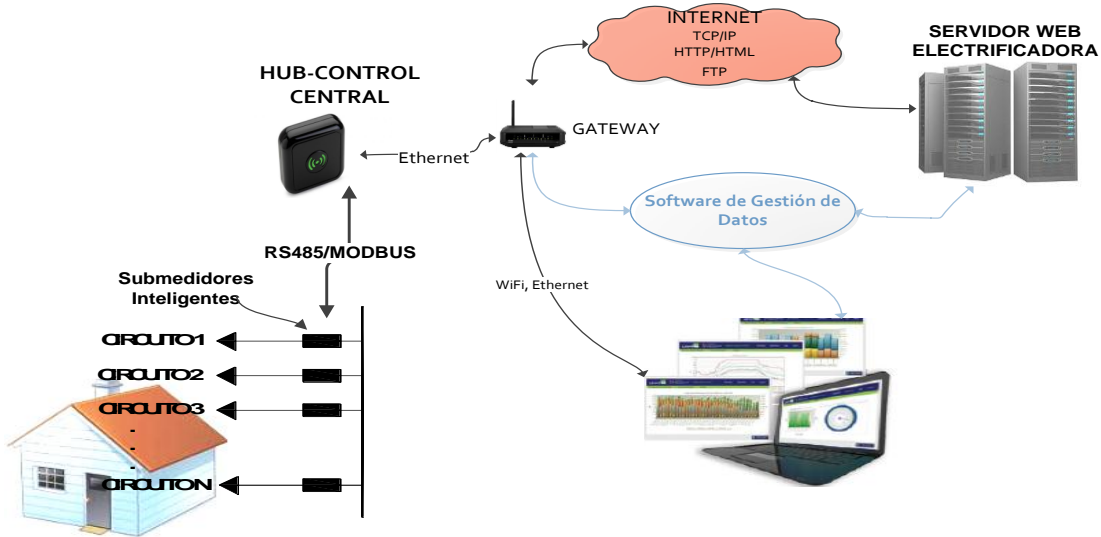 INTERNET
TCP/IP
HTTP/HTML
FTP
SERVIDOR WEB
ELECTRIFICADORA
HUB-CONTROL
CENTRAL
GATEWAY
Ethernet
Software de Gestión de
Datos
RS485/MODBUS
Submedidores
Inteligentes
WiFi, Ethernet
CIRCUITO1
CIRCUITO2
CIRCUITO3
.
.
.
CIRCUITON